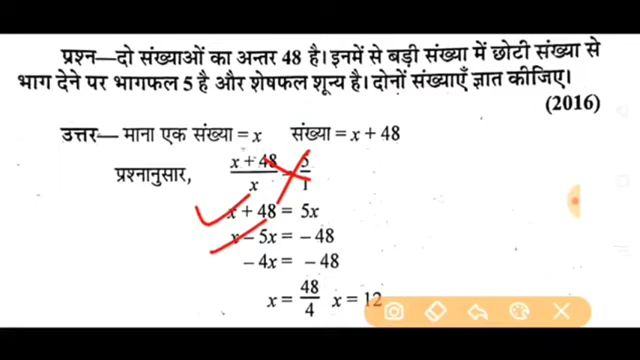 प्रश्न— दो संख्याओं का अन्तर 48 है। इनमें से बड़ी संख्या में छोटी संख्या से
भाग देने पर भागफल 5 है और शेषफल शून्य है। दोनों संख्याएँ ज्ञात कीजिए।
(2016)
उत्तर— माना एक संख्या = x संख्या = x + 48
प्रश्नानुसार, (x + 48)/x = 5/1
x + 48 = 5x
x – 5x = – 48
– 4x = – 48
x = 48/4 x = 12